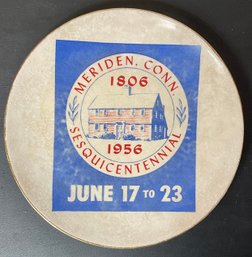 MERIDEN, CONN
1806
1956
SESQUICENTENNIAL
JUNE 17 TO 23